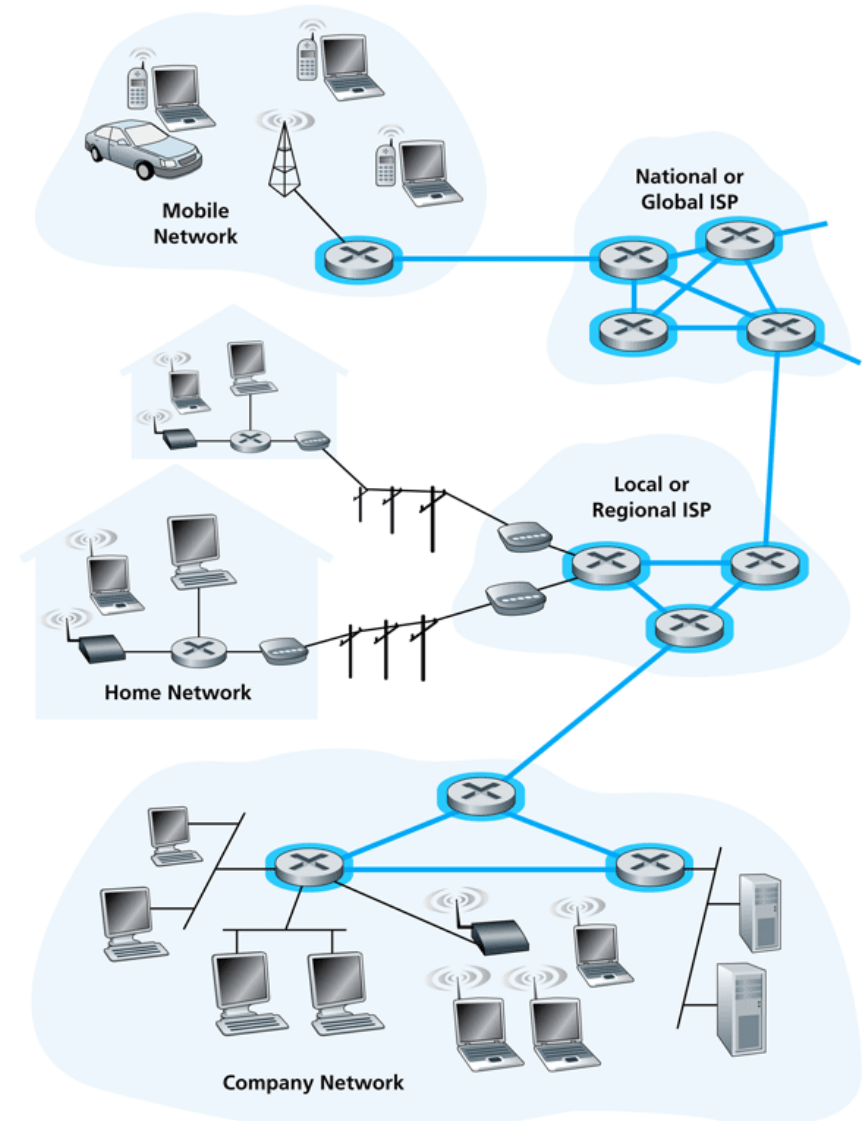 National or
Global ISP
Mobile
Network
Local or
Regional ISP
Home Network
Company Network